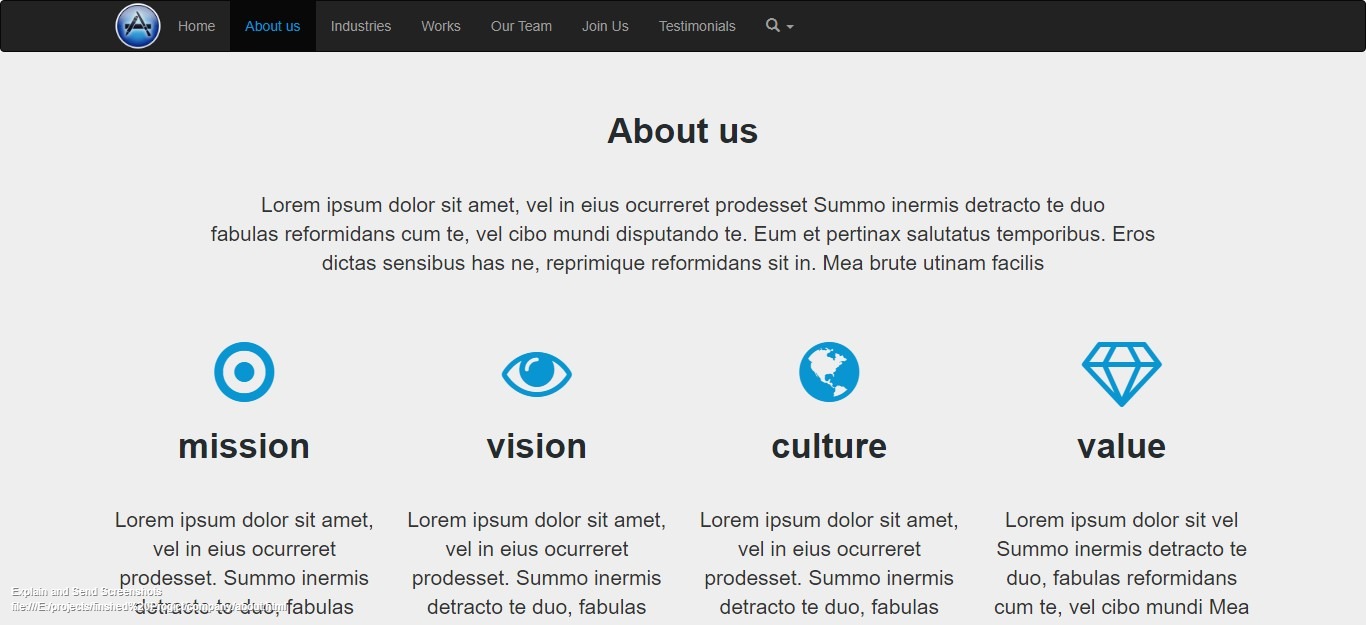 Home About us Industries Works Our Team Join Us Testimonials
About us
Lorem ipsum dolor sit amet, vel in eius ocurreret prodesset Summo inermis detracto te duo
fabulas reformidans cum te, vel cibo mundi disputando te. Eum et pertinax salutatus temporibus. Eros
dictas sensibus has ne, reprimique reformidans sit in. Mea brute utinam facilis
mission
Lorem ipsum dolor sit amet,
vel in eius ocurreret
prodesset. Summo inermis
detracto te duo, fabulas
vision
Lorem ipsum dolor sit amet,
vel in eius ocurreret
prodesset. Summo inermis
detracto te duo, fabulas
culture
Lorem ipsum dolor sit amet,
vel in eius ocurreret
prodesset. Summo inermis
detracto te duo, fabulas
value
Lorem ipsum dolor sit vel
Summo inermis detracto te
duo, fabulas reformidans
cum te, vel cibo mundi Mea
Explain and Send Screenshots